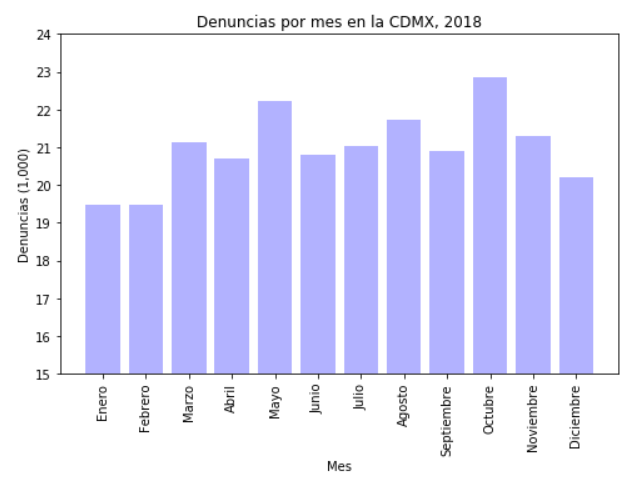 Denuncias por mes en la CDMX, 2018
24
23
22
21
20
19
18
17
16
15
Denuncias (1,000)
Enero
Febrero
Marzo
Abril
Mayo
Junio
Julio
Agosto
Septiembre
Octubre
Noviembre
Diciembre
Mes